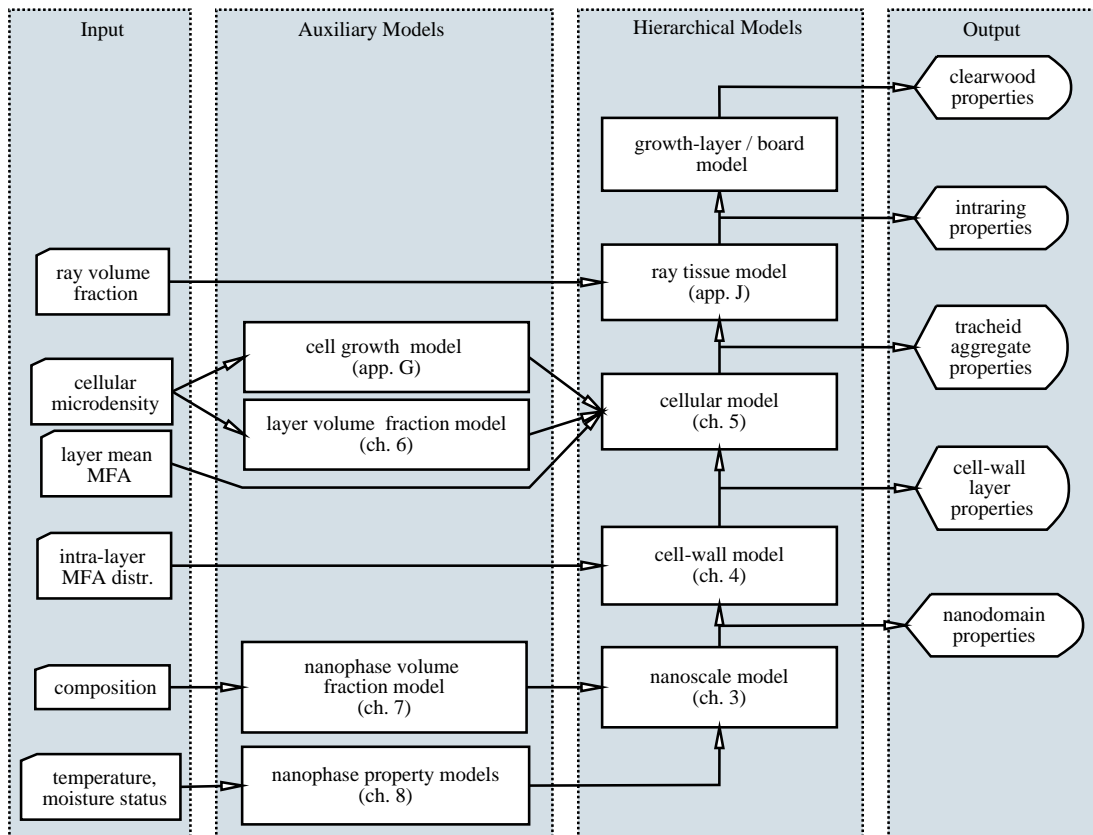 Input
Auxiliary Models
Hierarchical Models
Output
clearwood
properties
growth-layer / board
model
intraring
properties
ray volume
fraction
ray tissue model
(app. J)
tracheid
aggregate
properties
cell growth model
(app. G)
cellular
microdensity
cellular model
(ch. 5)
layer volume fraction model
(ch. 6)
layer mean
MFA
cell-wall
layer
properties
intra-layer
MFA distr.
cell-wall model
(ch. 4)
nanodomain
properties
composition
nanophase volume
fraction model
(ch. 7)
nanoscale model
(ch. 3)
temperature,
moisture status
nanophase property models
(ch. 8)